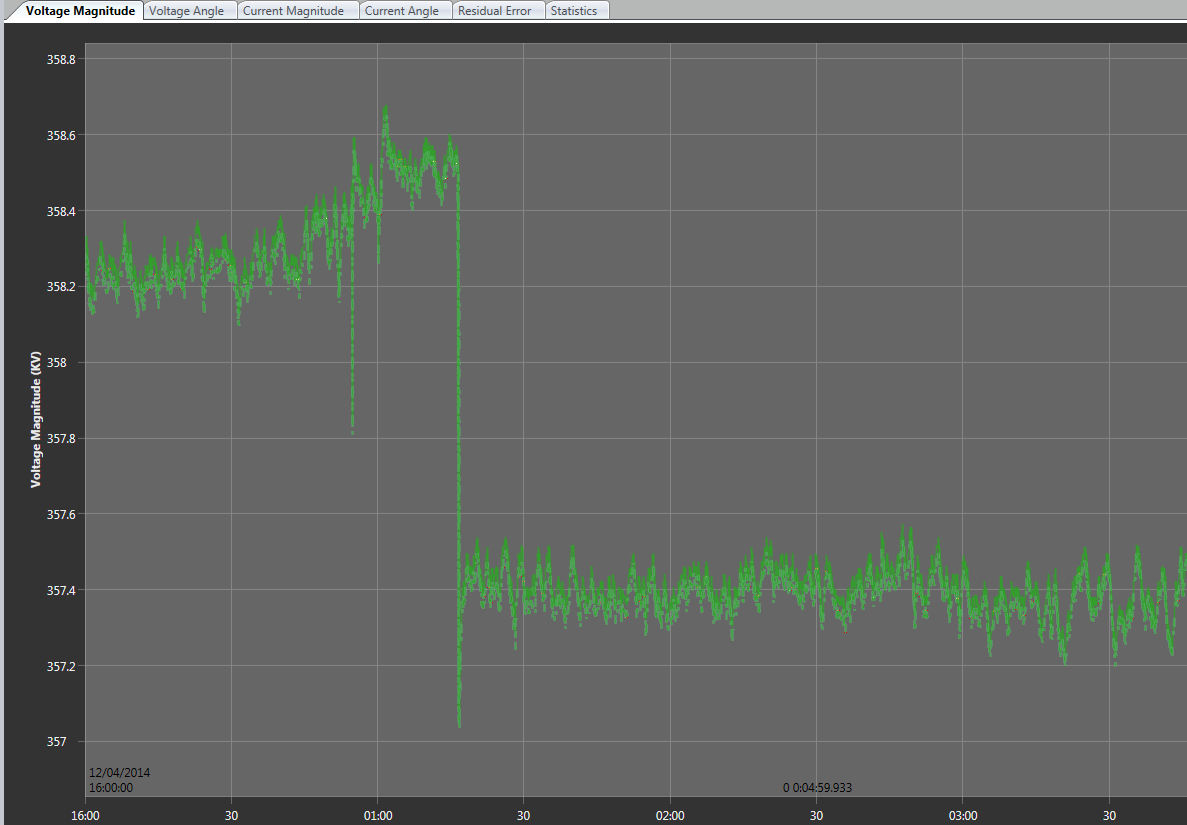 Voltage Magnitude
Voltage Angle
Current Magnitude
Current Angle
Residual Error
Statistics
358.8
358.6
358.4
358.2
358
357.8
357.6
357.4
357.2
357
Voltage Magnitude (KV)
12/04/2014
16:00:00
0 0:04:59.933
16:00 30 01:00 30 02:00 30 03:00 30